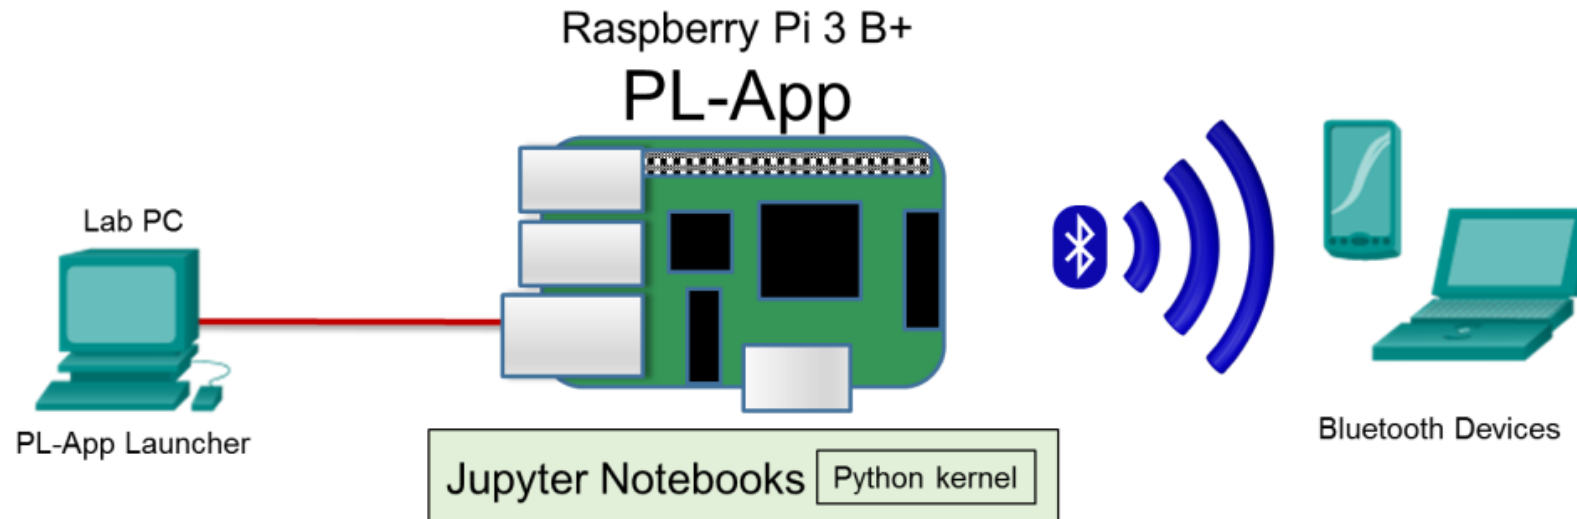 Raspberry Pi 3 B+
PL-App
Lab PC
PL-App Launcher
Bluetooth Devices
Jupyter Notebooks
Python kernel